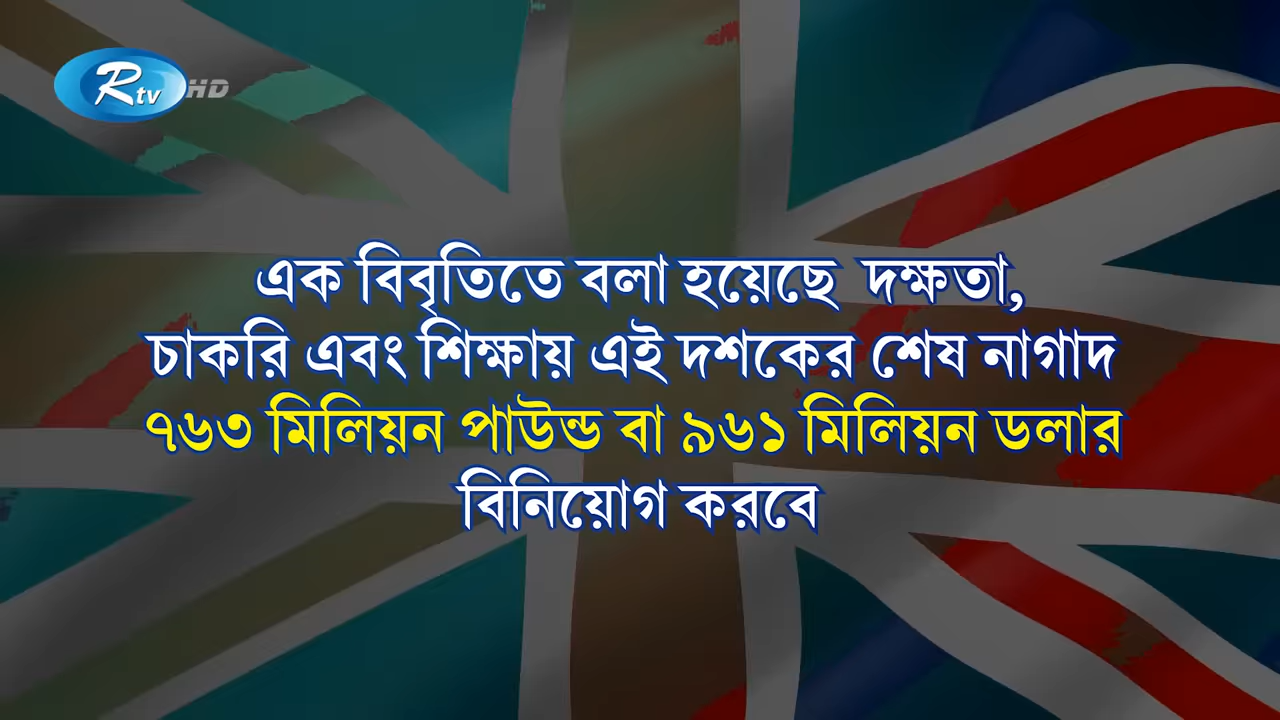 Rtv HD
এক বিবৃতিতে বলা হয়েছে দক্ষতা,
চাকরি এবং শিক্ষায় এই দশকের শেষ নাগাদ
৭৬৩ মিলিয়ন পাউন্ড বা ৯৬১ মিলিয়ন ডলার
বিনিয়োগ করবে